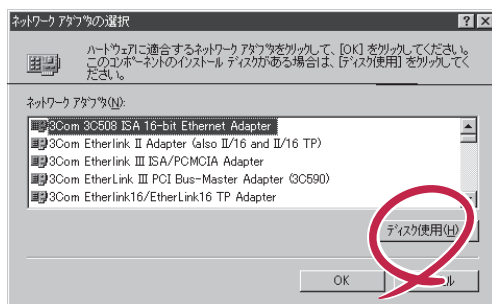 ネットワーク アダプタの選択
ハードウェアに適合するネットワーク アダプタをクリックして、[OK] をクリックしてください。
このコンポーネントのインストール ディスクがある場合は、[ディスク使用] をクリックしてく
ださい。
ネットワーク アダプタ(N):
3Com 3C508 ISA 16-bit Ethernet Adapter
3Com Etherlink II Adapter (also II/16 and II/16 TP)
3Com Etherlink III ISA/PCMCIA Adapter
3Com EtherLink III PCI Bus-Master Adapter (3C590)
3Com Etherlink16/EtherLink16 TP Adapter
ディスク使用(H)
OK